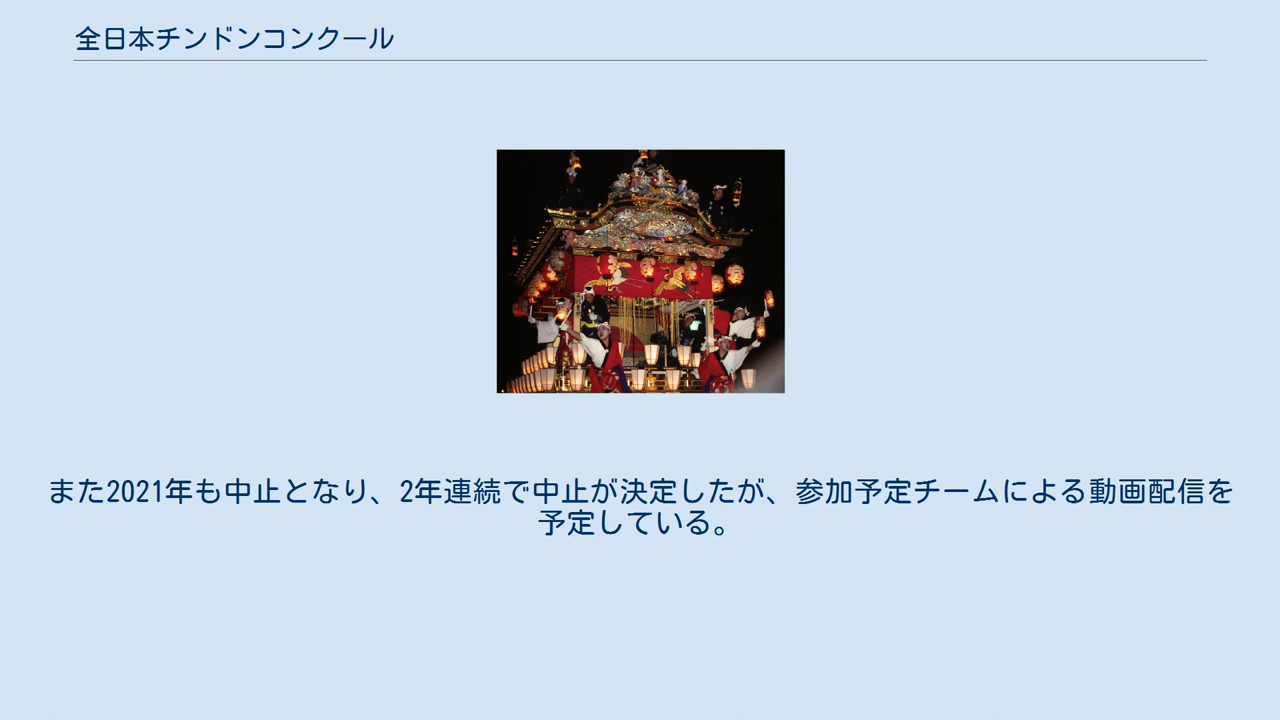 全日本チンドンコンクール
また2021年も中止となり、2年連続で中止が決定したが、参加予定チームによる動画配信を
予定している。